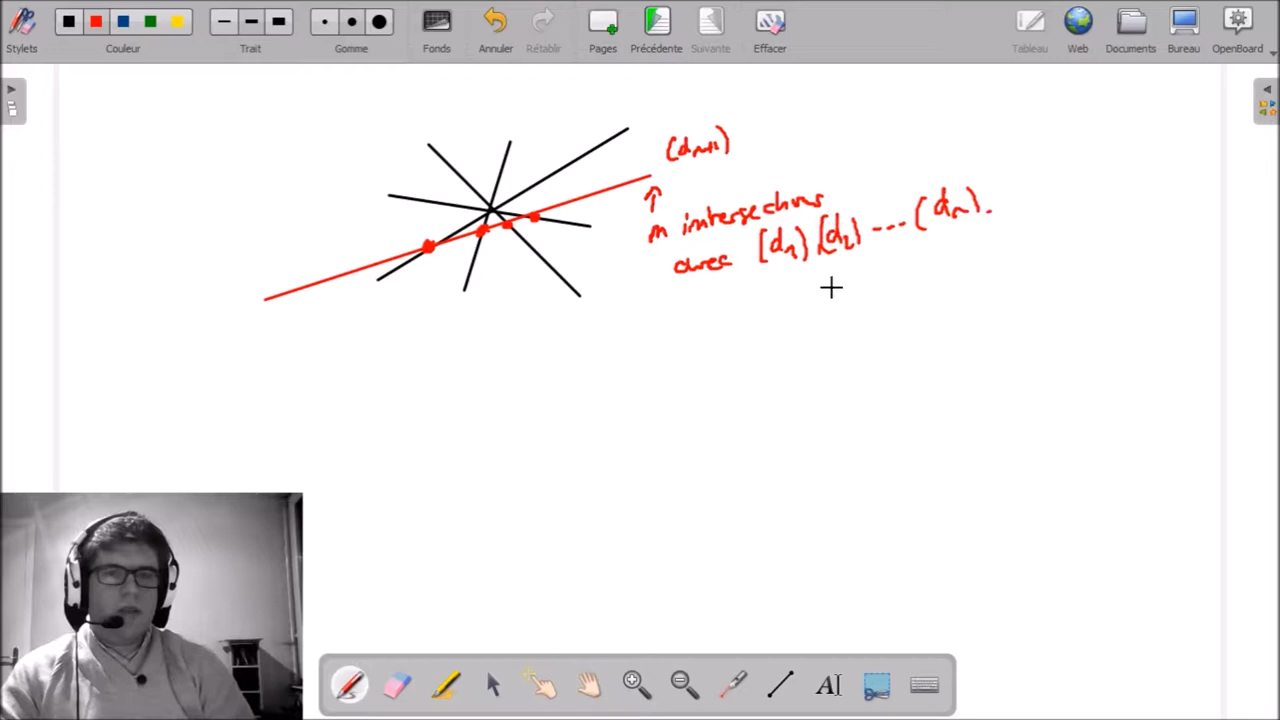 Stylets
Couleur
Trait
Gomme
Fonds
Annuler
Rétablir
Pages
Précédente
Suivante
Effacer
Tableau
Web
Documents
Bureau
OpenBoard
(dn+1)
n intersections
avec (d1) (d2) ---- (dn).